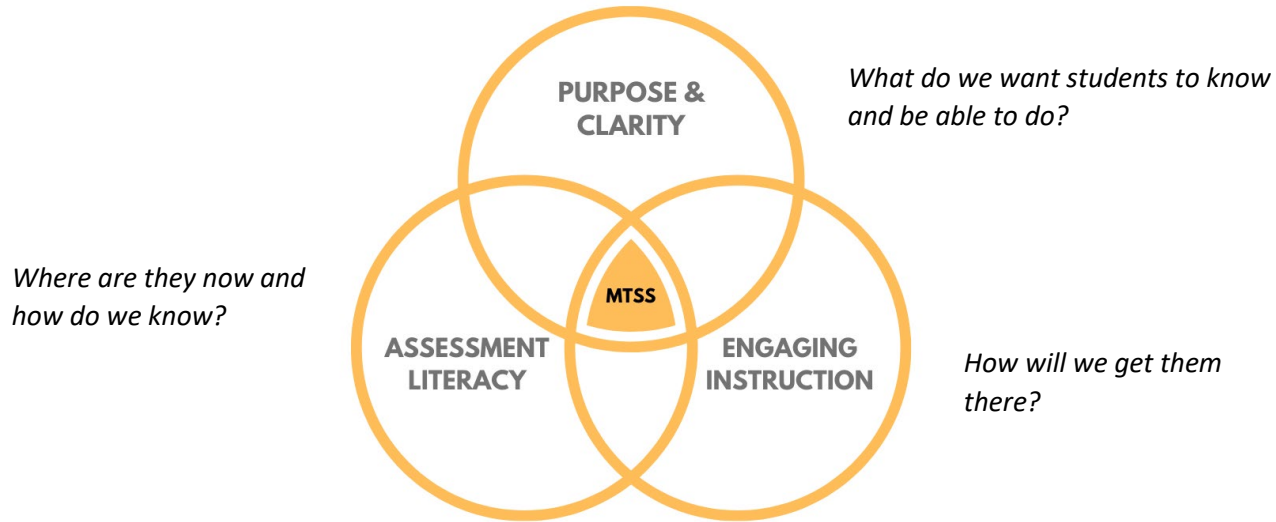 PURPOSE &
CLARITY
What do we want students to know
and be able to do?
Where are they now and
how do we know?
MTSS
ASSESSMENT
LITERACY
ENGAGING
INSTRUCTION
How will we get them
there?